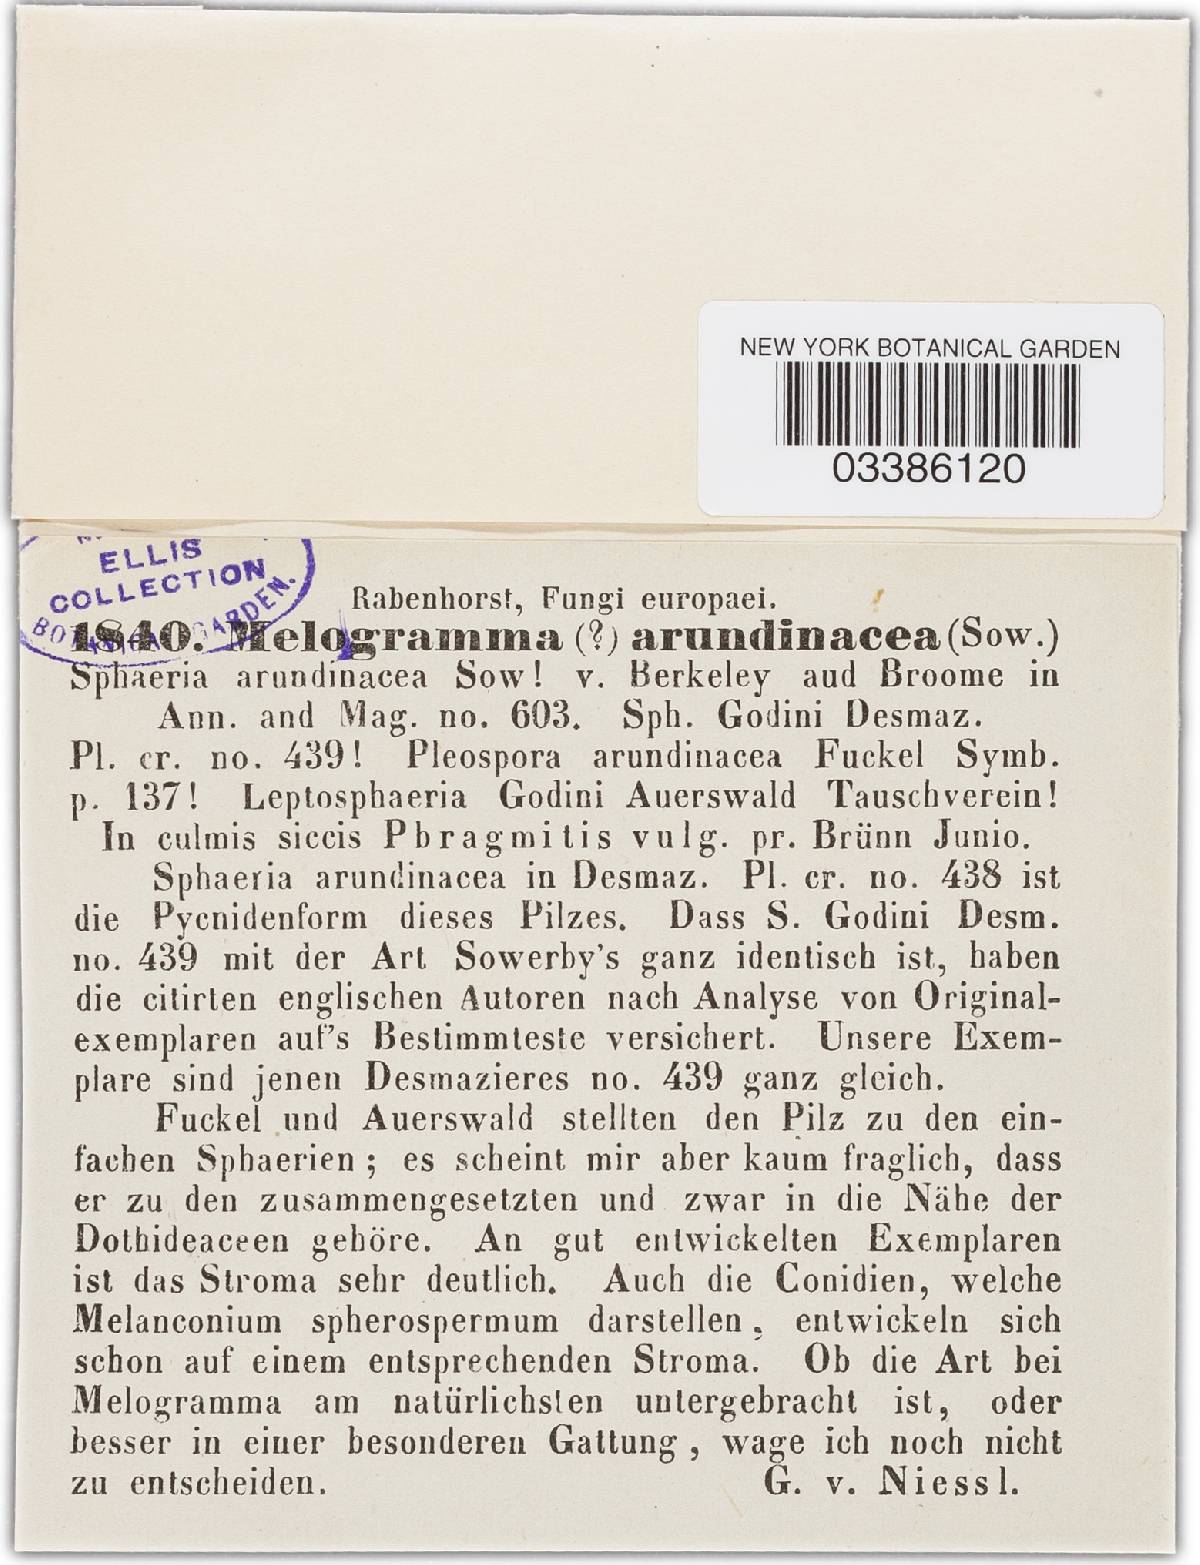 NEW YORK BOTANICAL GARDEN
03386120
ELLIS
COLLECTION
GARDEN.
Rabenhorst, Fungi europaei.
1840. Melogramma (?) arundinacea (Sow.)
Sphaeria arundinacea Sow! v. Berkeley aud Broome in
Ann. and Mag. no. 603. Sph. Godini Desmaz.
Pl. cr. no. 439! Pleospora arundinacea Fuckel Symb.
p. 137! Leptosphaeria Godini Auerswald Tauschverein!
In culmis siccis Pbragmitis vulg. pr. Brünn Junio.
Sphaeria arundinacea in Desmaz. Pl. cr. no. 438 ist
die Pycnidenform dieses Pilzes. Dass S. Godini Desm.
no. 439 mit der Art Sowerby's ganz identisch ist, haben
die citirten englischen Autoren nach Analyse von Original-
exemplaren auf's Bestimmteste versichert. Unsere Exem-
plare sind jenen Desmazieres no. 439 ganz gleich.
Fuckel und Auerswald stellten den Pilz zu den ein-
fachen Sphaerien; es scheint mir aber kaum fraglich, dass
er zu den zusammengesetzten und zwar in die Nähe der
Dothideaceen gehöre. An gut entwickelten Exemplaren
ist das Stroma sehr deutlich. Auch die Conidien, welche
Melanconium spherospermum darstellen, entwickeln sich
schon auf einem entsprechenden Stroma. Ob die Art bei
Melogramma am natürlichsten untergebracht ist, oder
besser in einer besonderen Gattung, wage ich noch nicht
zu entscheiden. G. v. Niessl.